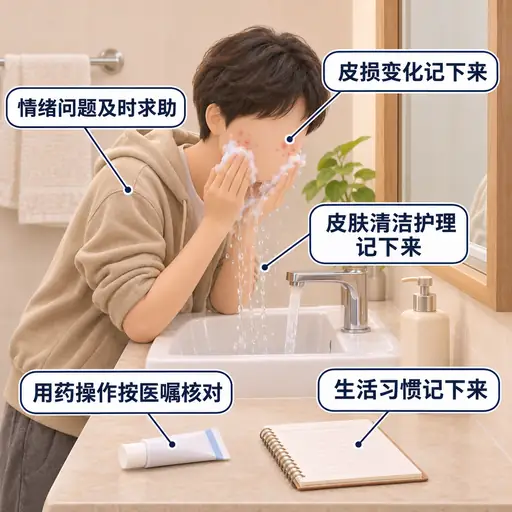 皮损变化记下来
情绪问题及时求助
皮肤清洁护理
记下来
用药操作按医嘱核对
生活习惯记下来